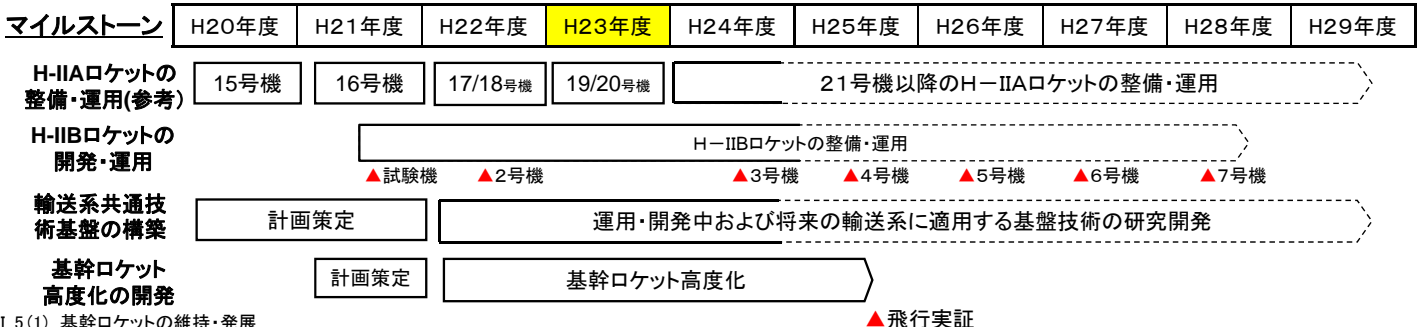 マイルストーン H20年度 H21年度 H22年度 H23年度 H24年度 H25年度 H26年度 H27年度 H28年度 H29年度
H-IIAロケットの
整備・運用(参考)
15号機 16号機 17/18号機 19/20号機 21号機以降のH－IIAロケットの整備・運用
H-IIBロケットの
開発・運用
H－IIBロケットの整備・運用
▲試験機 ▲2号機 ▲3号機 ▲4号機 ▲5号機 ▲6号機 ▲7号機
輸送系共通技
術基盤の構築
計画策定 運用・開発中および将来の輸送系に適用する基盤技術の研究開発
基幹ロケット
高度化の開発
計画策定 基幹ロケット高度化
▲飛行実証
I.5(1) 基幹ロケットの維持・発展